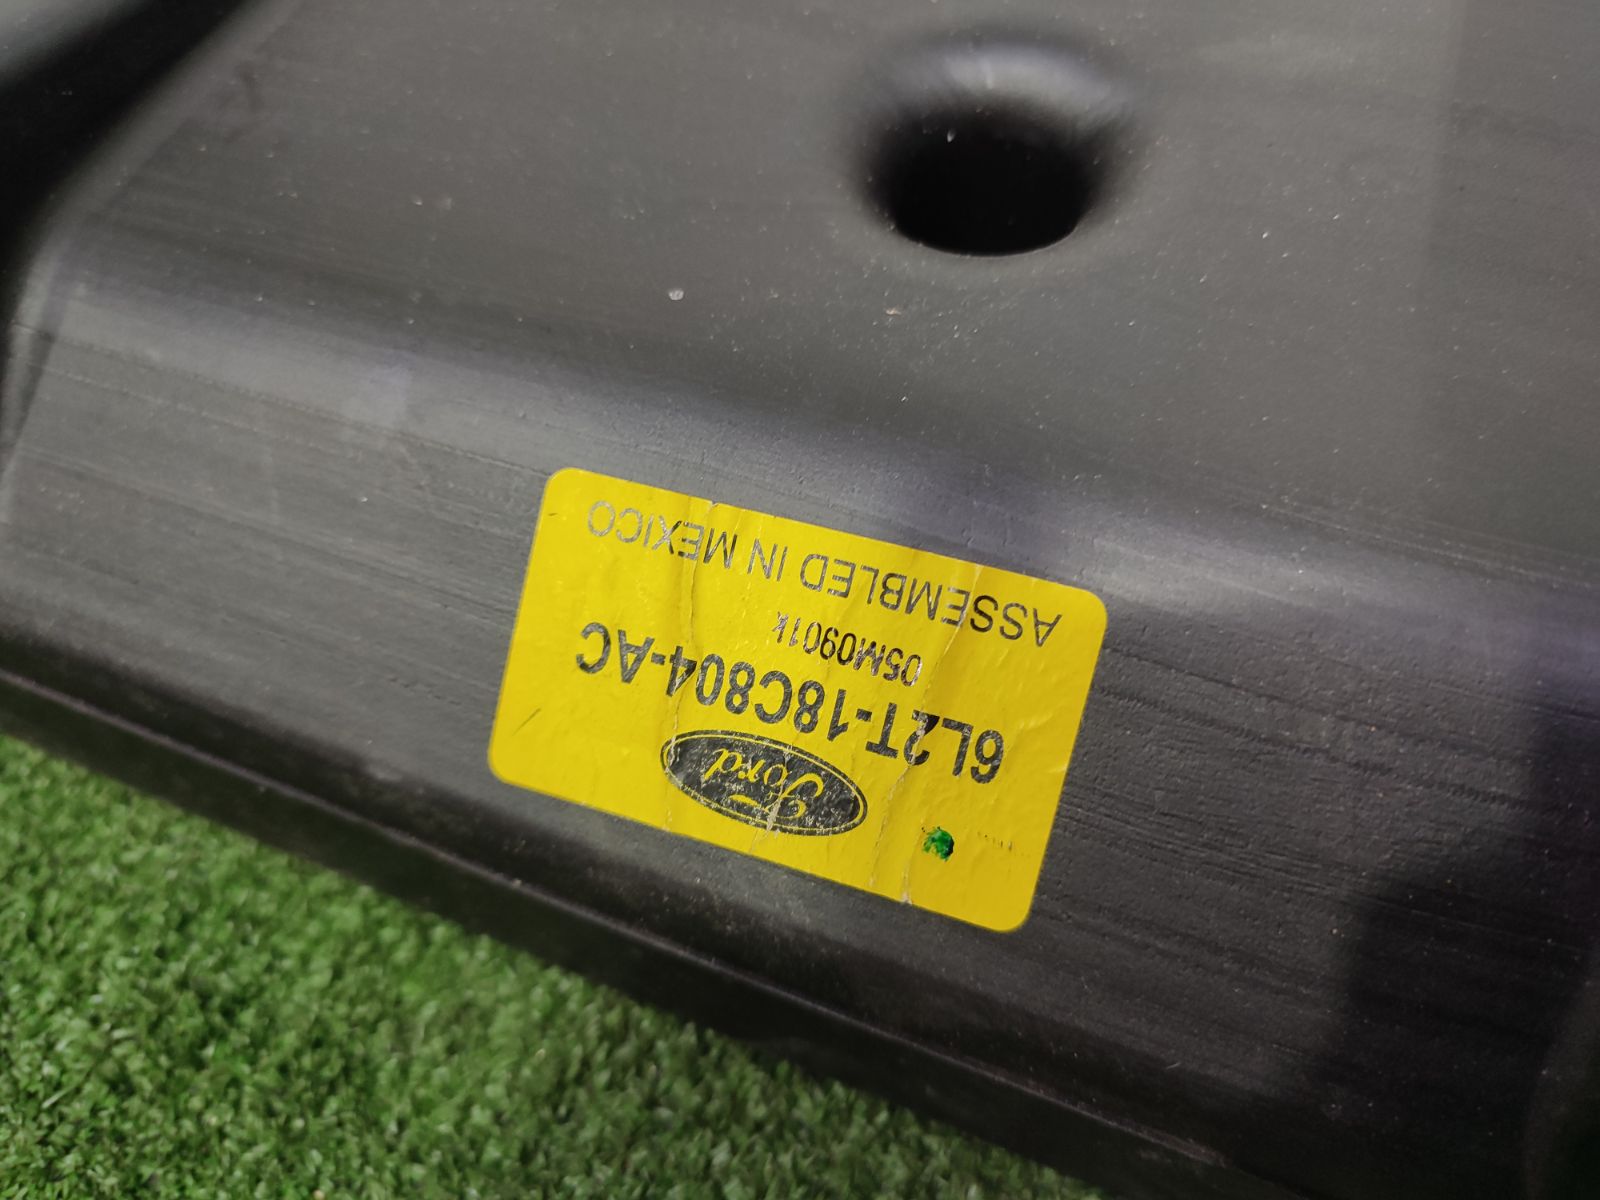 Ford
6L2T-18C804-AC
05M0901k
ASSEMBLED IN MEXICO